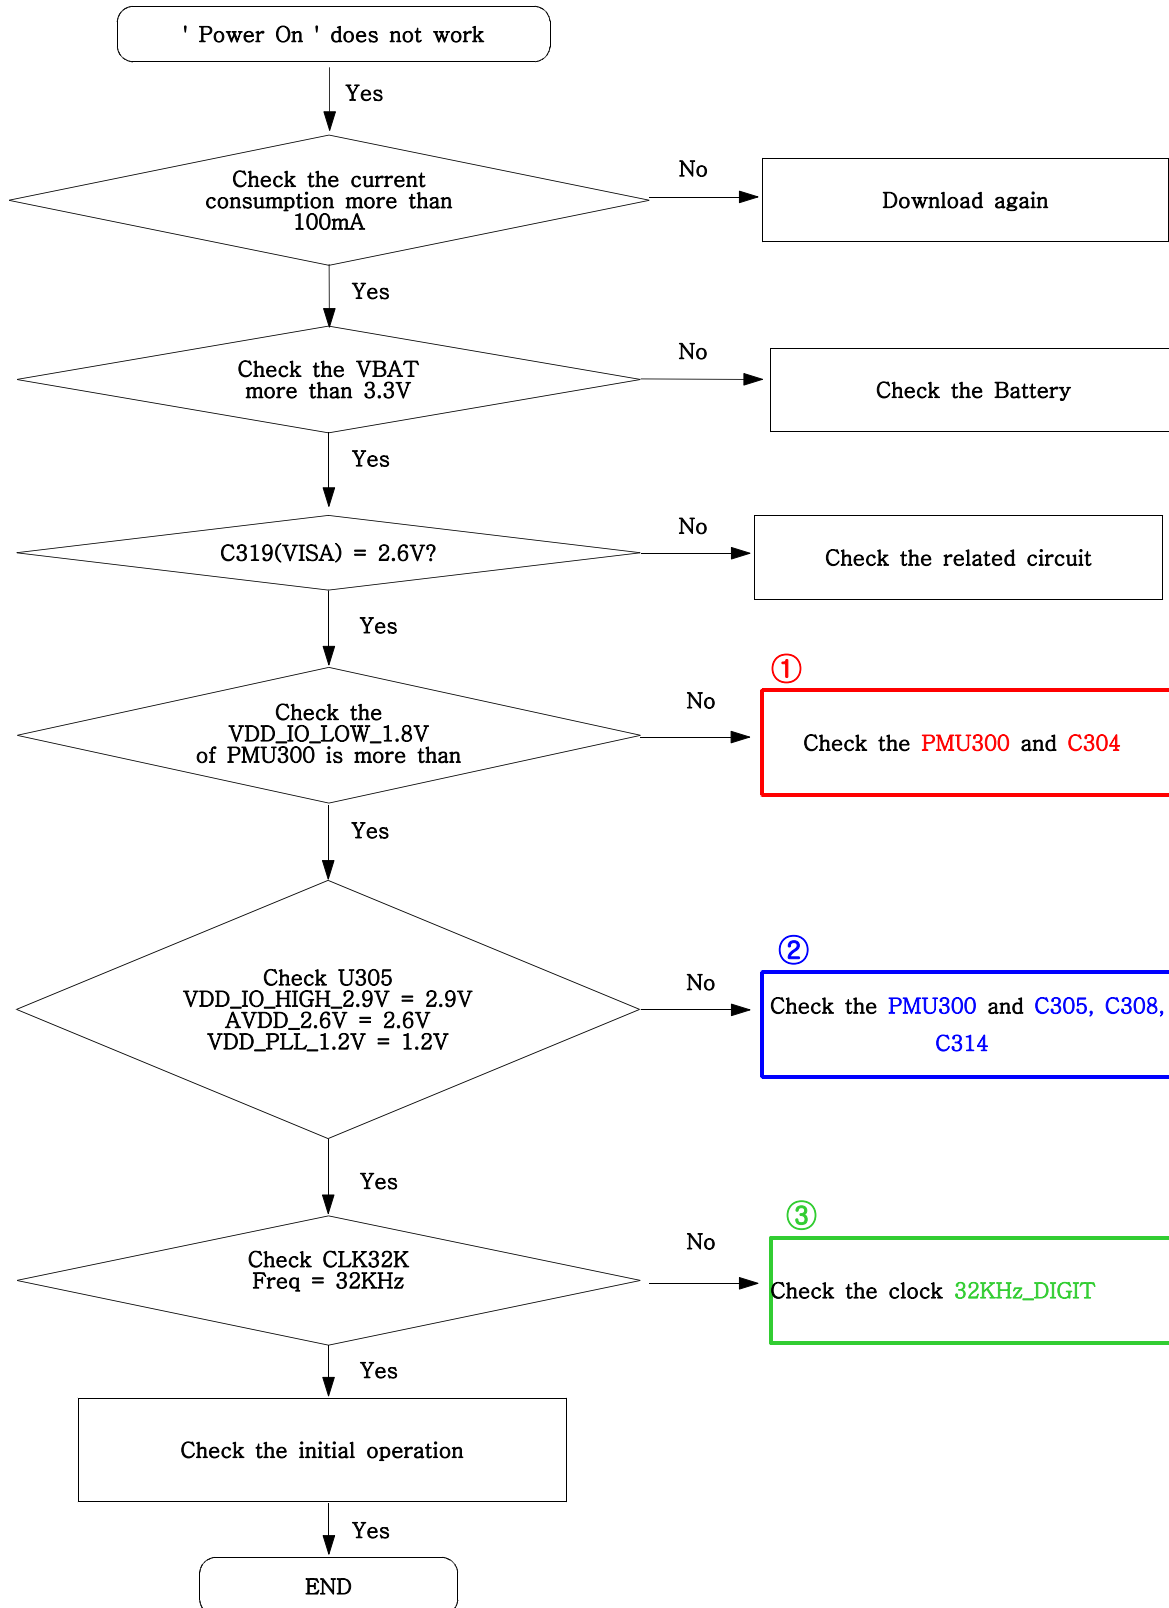 ' Power On ' does not work
Yes
Check the current
consumption more than
100mA
No
Download again
Yes
Check the VBAT
more than 3.3V
No
Check the Battery
Yes
C319(VISA) = 2.6V?
No
Check the related circuit
Yes
Check the
VDD_IO_LOW_1.8V
of PMU300 is more than
No
①
Check the PMU300 and C304
Yes
Check U305
VDD_IO_HIGH_2.9V = 2.9V
AVDD_2.6V = 2.6V
VDD_PLL_1.2V = 1.2V
No
②
Check the PMU300 and C305, C308,
C314
Yes
Check CLK32K
Freq = 32KHz
No
③
Check the clock 32KHz_DIGIT
Yes
Check the initial operation
Yes
END